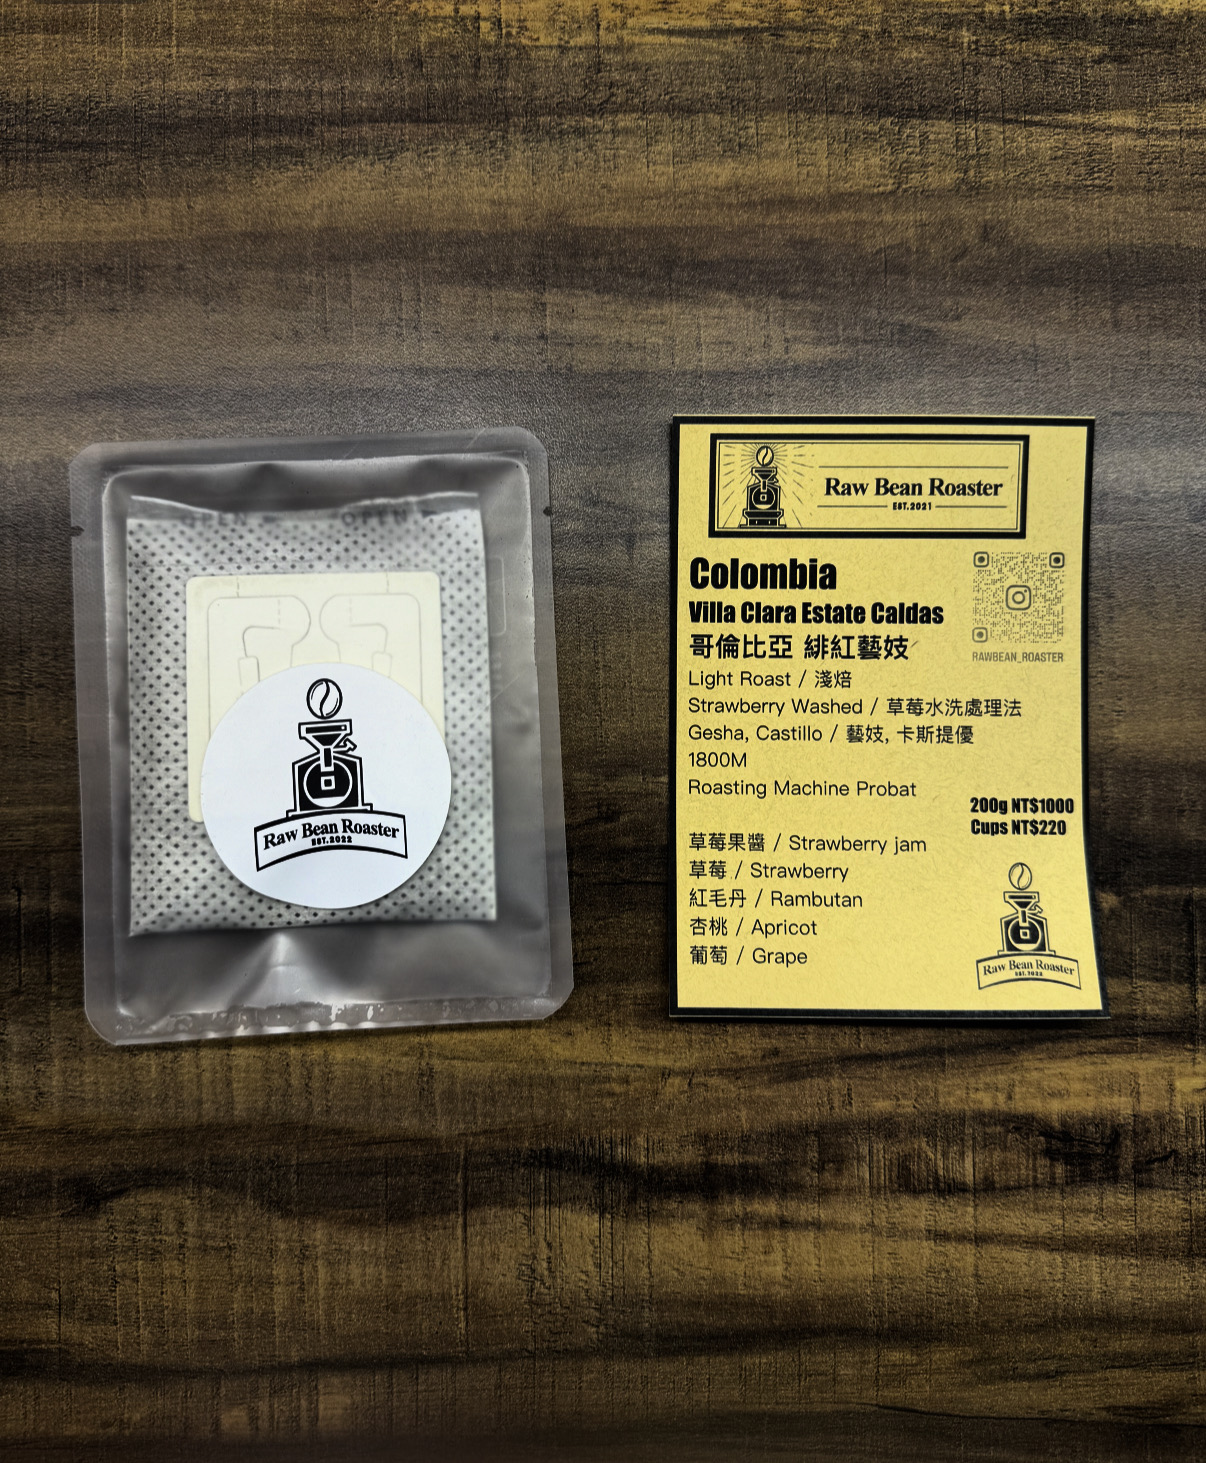 OPEN OPEN
Raw Bean Roaster
EST.2022
Raw Bean Roaster
EST.2021
Colombia
Villa Clara Estate Caldas
哥倫比亞 緋紅藝妓
RAWBEAN_ROASTER
Light Roast / 淺焙
Strawberry Washed / 草莓水洗處理法
Gesha, Castillo / 藝妓, 卡斯提優
1800M
Roasting Machine Probat
200g NT$1000
Cups NT$220
草莓果醬 / Strawberry jam
草莓 / Strawberry
紅毛丹 / Rambutan
杏桃 / Apricot
葡萄 / Grape
Raw Bean Roaster
EST.2022